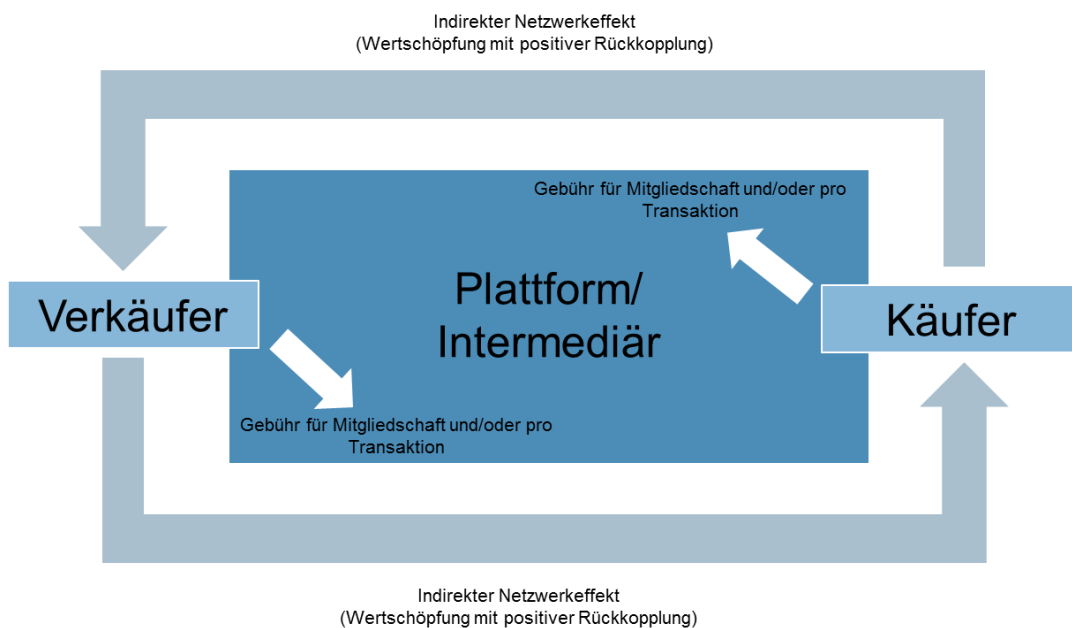 Indirekter Netzwerkeffekt
(Wertschöpfung mit positiver Rückkopplung)
Gebühr für Mitgliedschaft und/oder pro
Transaktion
Plattform/
Intermediär
Verkäufer
Käufer
Gebühr für Mitgliedschaft und/oder pro
Transaktion
Indirekter Netzwerkeffekt
(Wertschöpfung mit positiver Rückkopplung)